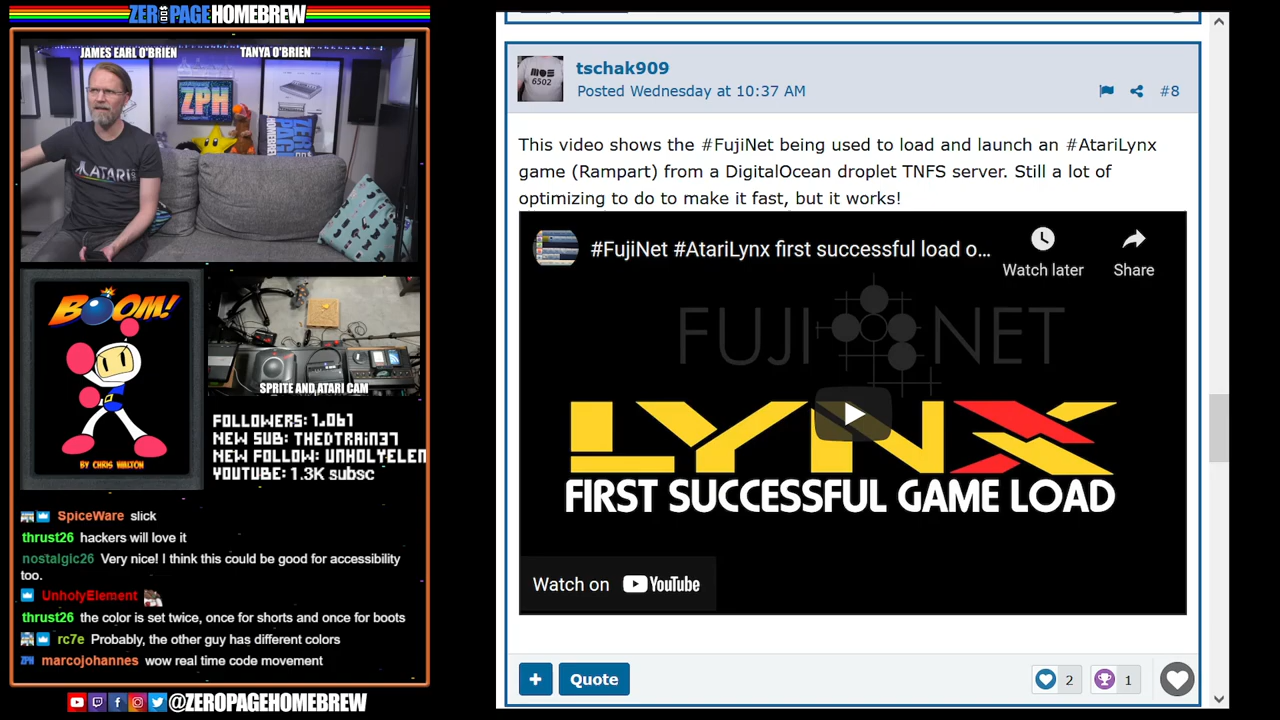 ZEROPAGEHOMEBREW
JAMES EARL O'BRIEN
TANYA O'BRIEN
ZPH
ATARI
BOOM!
BY CHRIS WALTON
SPRITE AND ATARI CAM
FOLLOWERS: 1,061
NEW SUB: THEDTRAIN37
NEW FOLLOW: UNHOLYELEM
YOUTUBE: 1.3K subsc
SpiceWare slick
thrust26 hackers will love it
nostalgic26 Very nice! I think this could be good for accessibility
too.
UnholyElement
thrust26 the color is set twice, once for shorts and once for boots
rc7e Probably, the other guy has different colors
ZPH marcojohannes wow real time code movement
@ZEROPAGEHOMEBREW
MOS
6502
tschak909
Posted Wednesday at 10:37 AM
#8
This video shows the #FujiNet being used to load and launch an #AtariLynx
game (Rampart) from a DigitalOcean droplet TNFS server. Still a lot of
optimizing to do to make it fast, but it works!
#FujiNet #AtariLynx first successful load o...
Watch later
Share
FUJI NET
LYNX
FIRST SUCCESSFUL GAME LOAD
Watch on YouTube
+ Quote
2
1